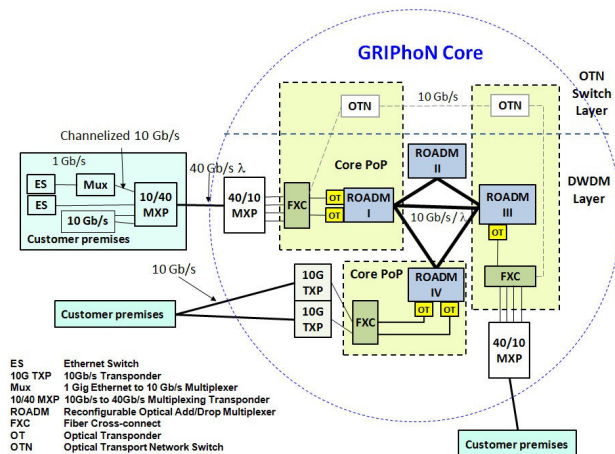 GRIPhoN Core
OTN
Switch
Layer
OTN
10 Gb/s
OTN
Channelized 10 Gb/s
40 Gb/s λ
Core PoP
ROADM
II
DWDM
Layer
1 Gb/s
ES
Mux
ES
10/40
MXP
10 Gb/s
Customer premises
40/10
MXP
FXC
OT
OT
ROADM
I
10 Gb/s/ λ
ROADM
III
OT
10 Gb/s
10G
TXP
10G
TXP
Core PoP
ROADM
IV
FXC
OT
OT
FXC
Customer premises
40/10
MXP
ES Ethernet Switch
10G TXP 10Gb/s Transponder
Mux 1 Gig Ethernet to 10 Gb/s Multiplexer
10/40 MXP 10Gb/s to 40Gb/s Multiplexing Transponder
ROADM Reconfigurable Optical Add/Drop Multiplexer
FXC Fiber Cross-connect
OT Optical Transponder
OTN Optical Transport Network Switch
Customer premises